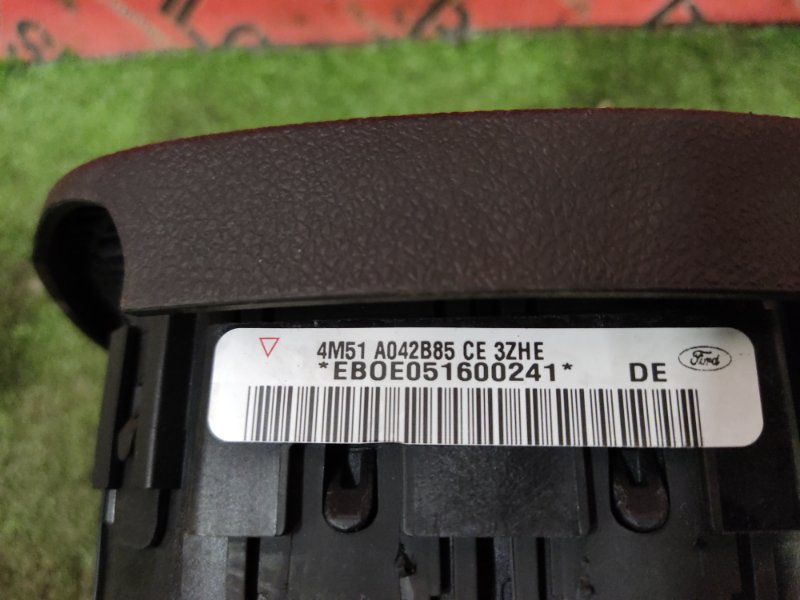 4M51 A042B85 CE 3ZHE
*EBOE051600241* DE Ford